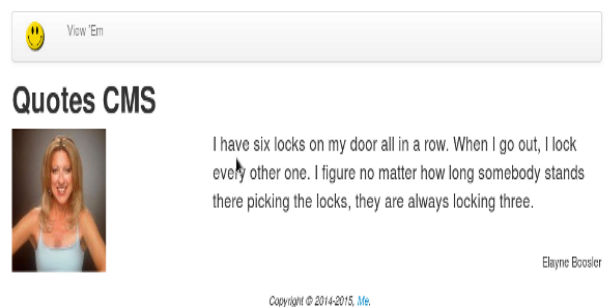 View 'Em
Quotes CMS
I have six locks on my door all in a row. When I go out, I lock
every other one. I figure no matter how long somebody stands
there picking the locks, they are always locking three.
Elayne Boosler
Copyright © 2014-2015, Me.